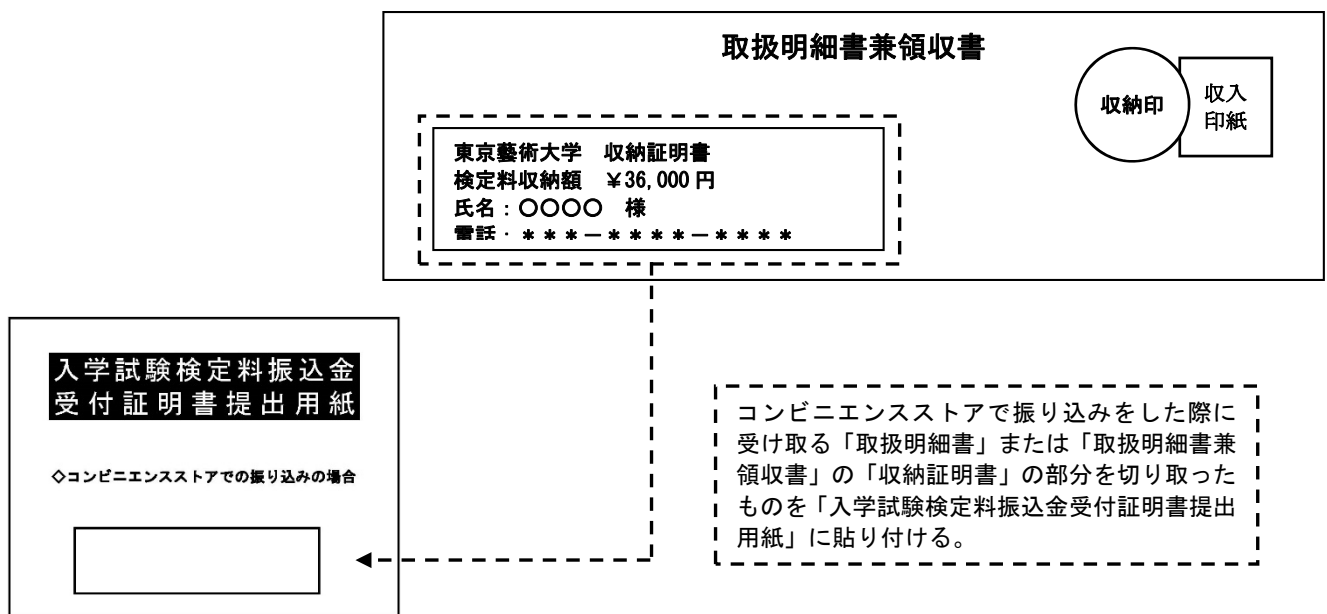 取扱明細書兼領収書
収納印
収入
印紙
東京藝術大学　収納証明書
検定料収納額　￥36,000円
氏名：〇〇〇〇　様
電話：＊＊＊－＊＊＊＊－＊＊＊＊
入学試験検定料振込金
受付証明書提出用紙
◇コンビニエンスストアでの振り込みの場合
コンビニエンスストアで振り込みをした際に
受け取る「取扱明細書」または「取扱明細書兼
領収書」の「収納証明書」の部分を切り取った
ものを「入学試験検定料振込金受付証明書提出
用紙」に貼り付ける。